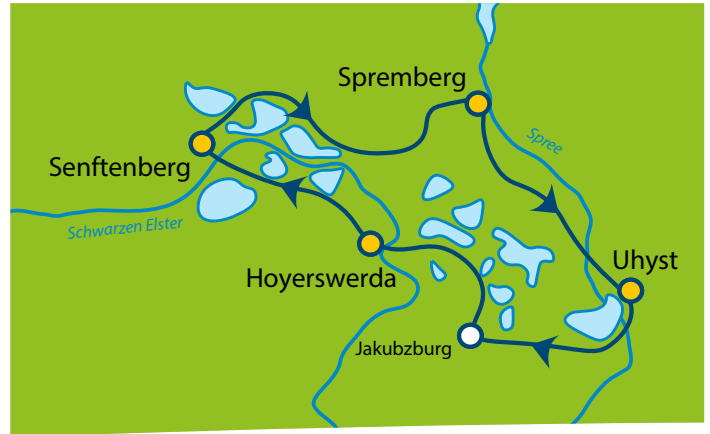 Spremberg
Spree
Senftenberg
Schwarzen Elster
Hoyerswerda
Uhyst
Jakubzburg